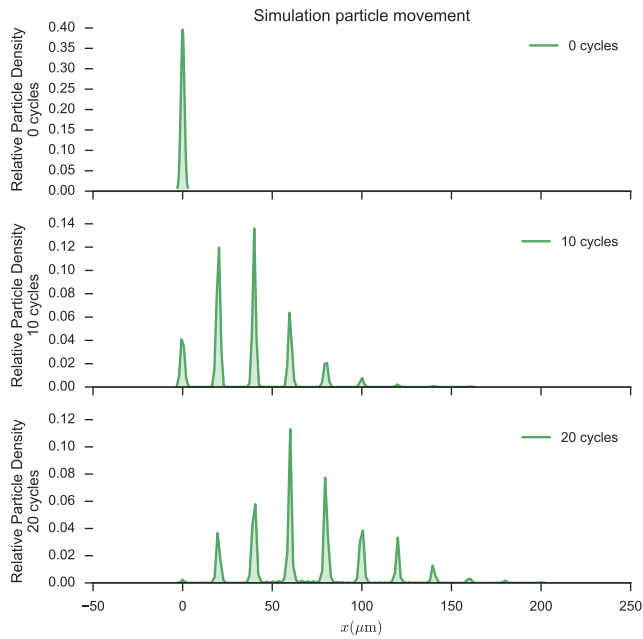 Simulation particle movement
Relative Particle Density
0 cycles
0.40
0.35
0.30
0.25
0.20
0.15
0.10
0.05
0.00
0 cycles
Relative Particle Density
10 cycles
0.14
0.12
0.10
0.08
0.06
0.04
0.02
0.00
10 cycles
Relative Particle Density
20 cycles
0.12
0.10
0.08
0.06
0.04
0.02
0.00
20 cycles
−50 0 50 100 150 200 250
x(μm)